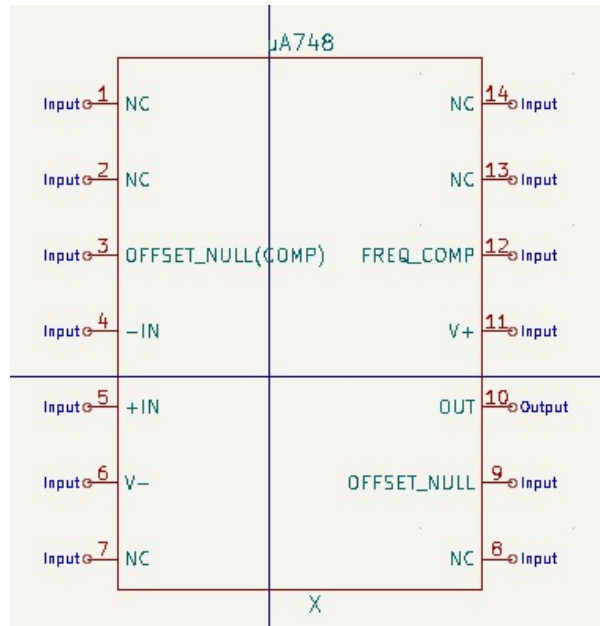 µA748
Input 1 NC NC 14 Input
Input 2 NC NC 13 Input
Input 3 OFFSET_NULL(COMP) FREQ_COMP 12 Input
Input 4 -IN V+ 11 Input
Input 5 +IN OUT 10 Output
Input 6 V- OFFSET_NULL 9 Input
Input 7 NC NC 8 Input
X